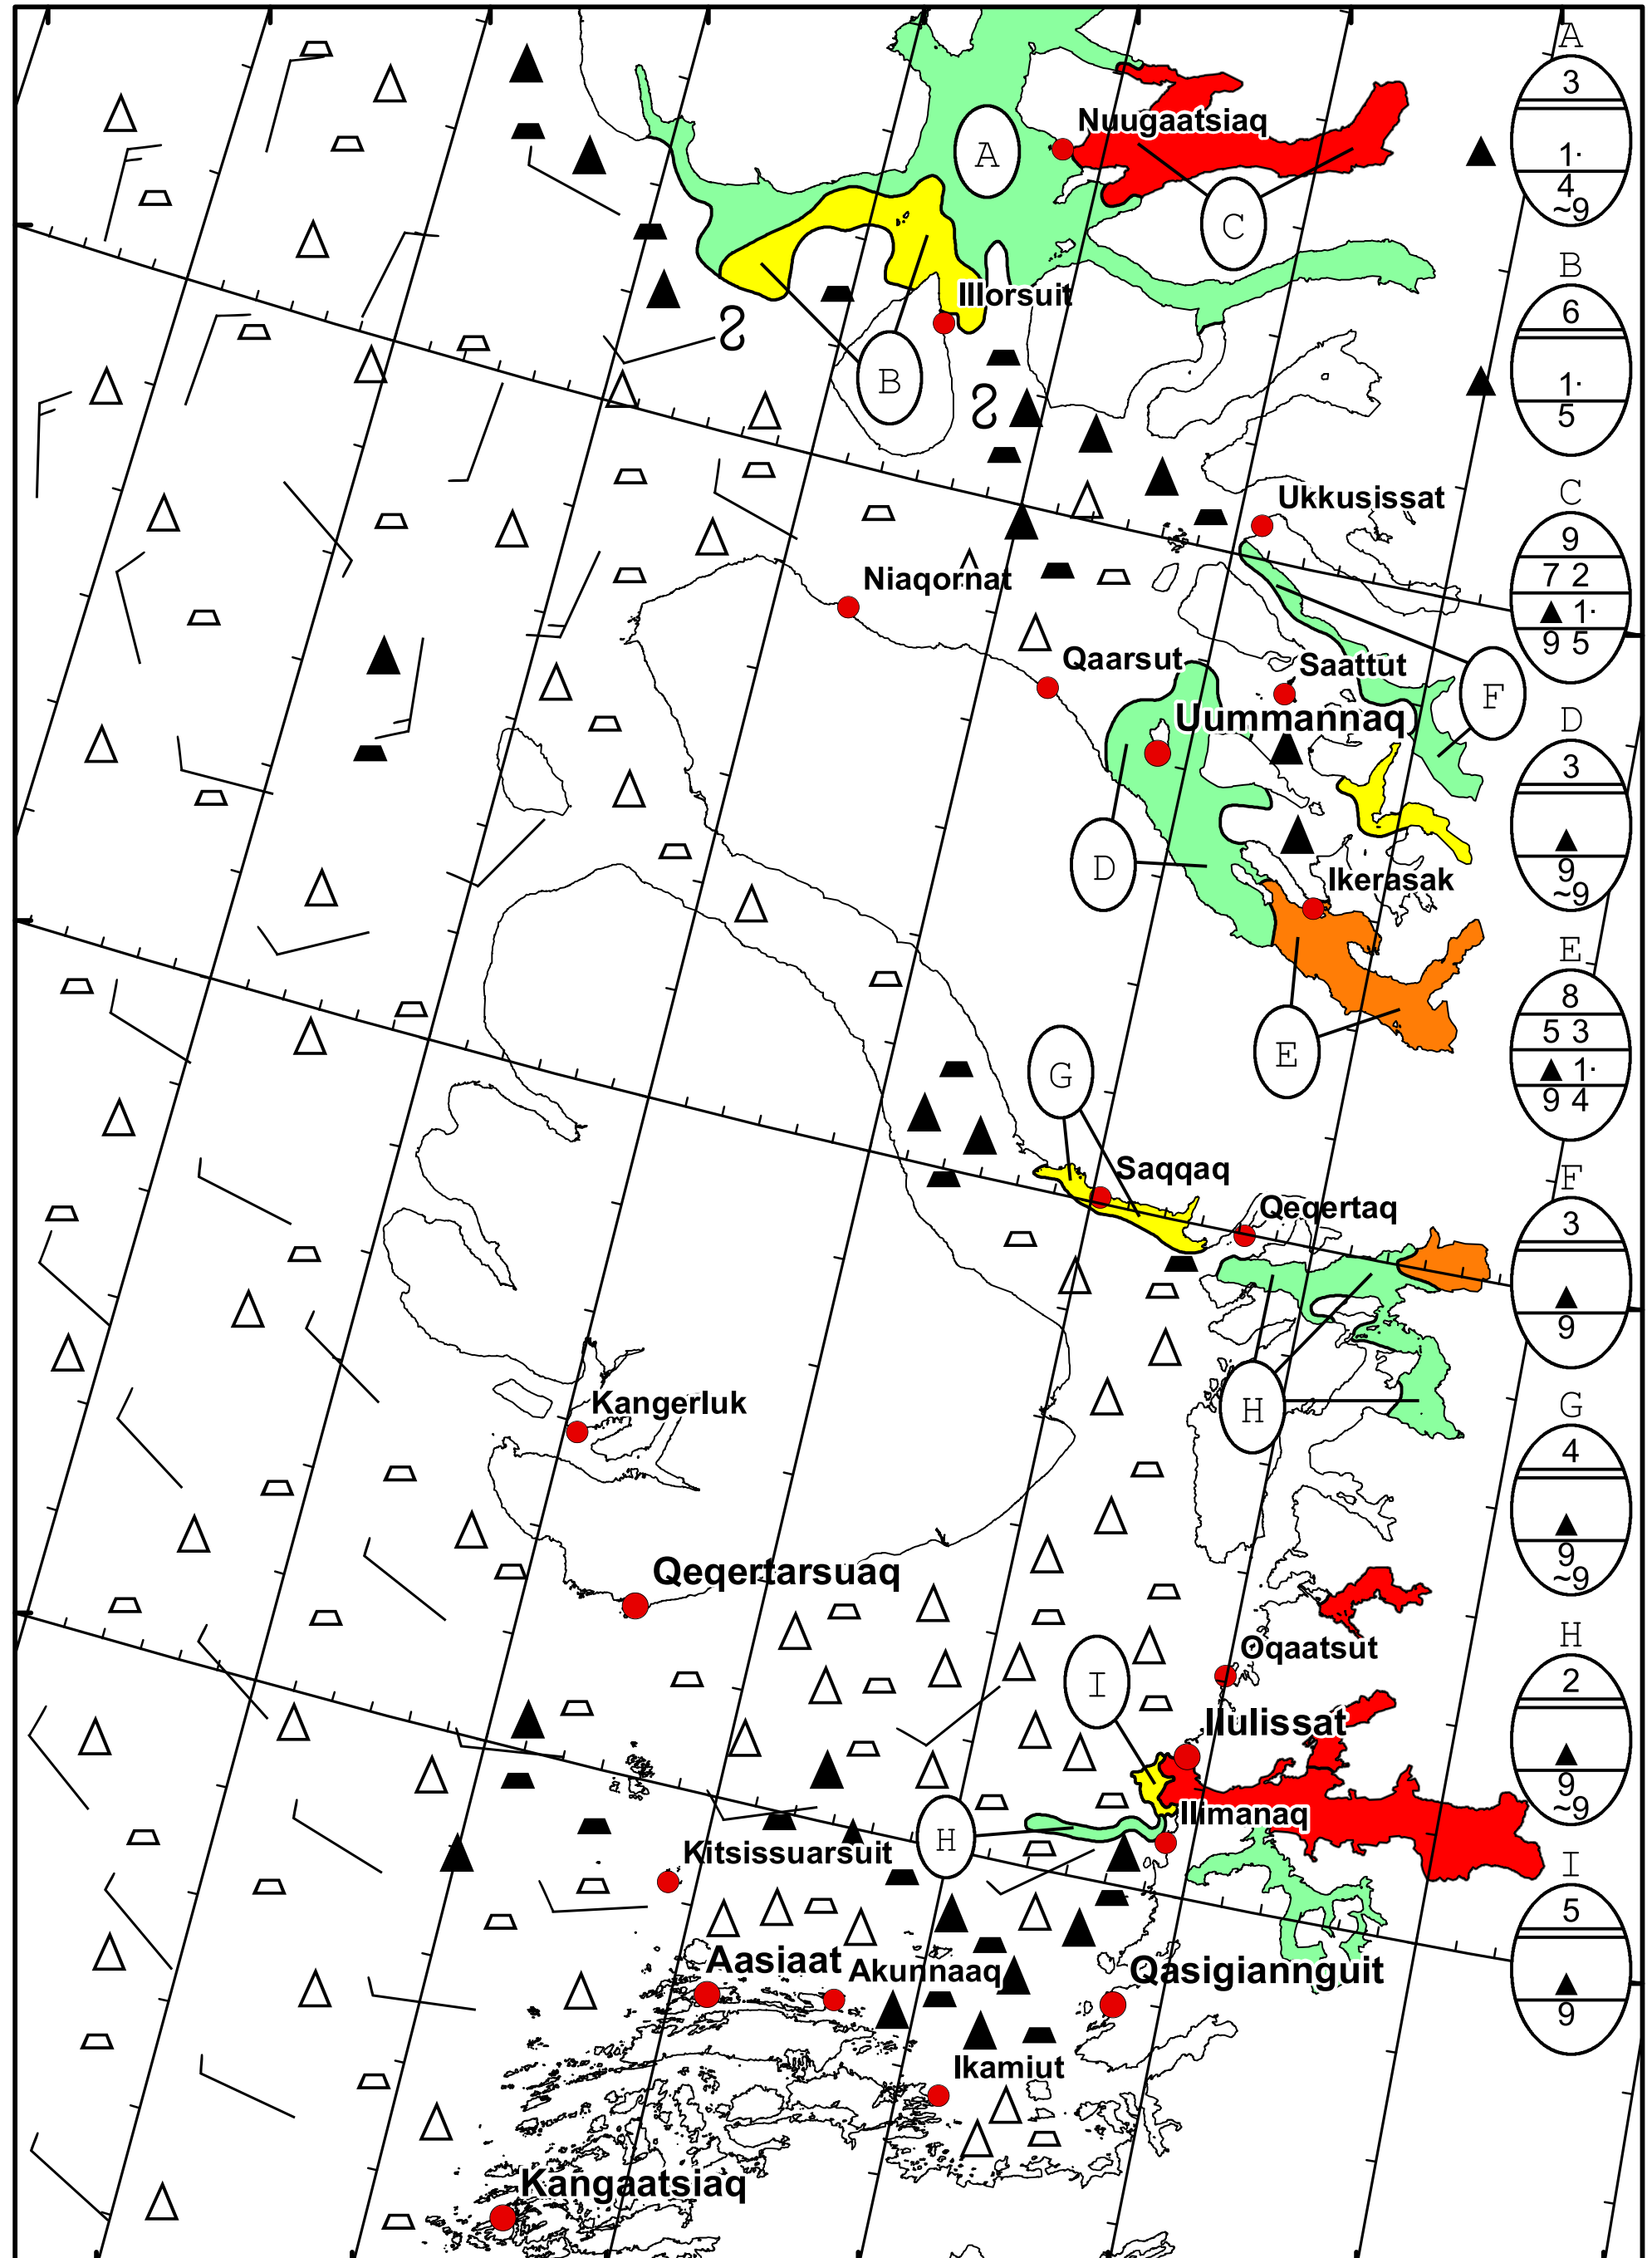 A
3
1·
4
~9
Nuugaatsiaq
A
C
B
6
1·
5
Illorsuit
B
C
9
7 2
▲ 1·
9 5
Ukkusissat
Niaqornat
Qaarsut
Saattut
F
Uummannaq
D
3
▲
9
~9
D
Ikerasak
E
8
5 3
▲ 1·
9 4
E
G
Saqqaq
Qeqertaq
F
3
▲
9
H
Kangerluk
G
4
▲
9
~9
Qeqertarsuaq
Oqaatsut
I
H
2
▲
9
~9
Ilulissat
Ilimanaq
H
Kitsissuarsuit
I
5
▲
9
Aasiaat
Akunnaaq
Qasigiannguit
Ikamiut
Kangaatsiaq